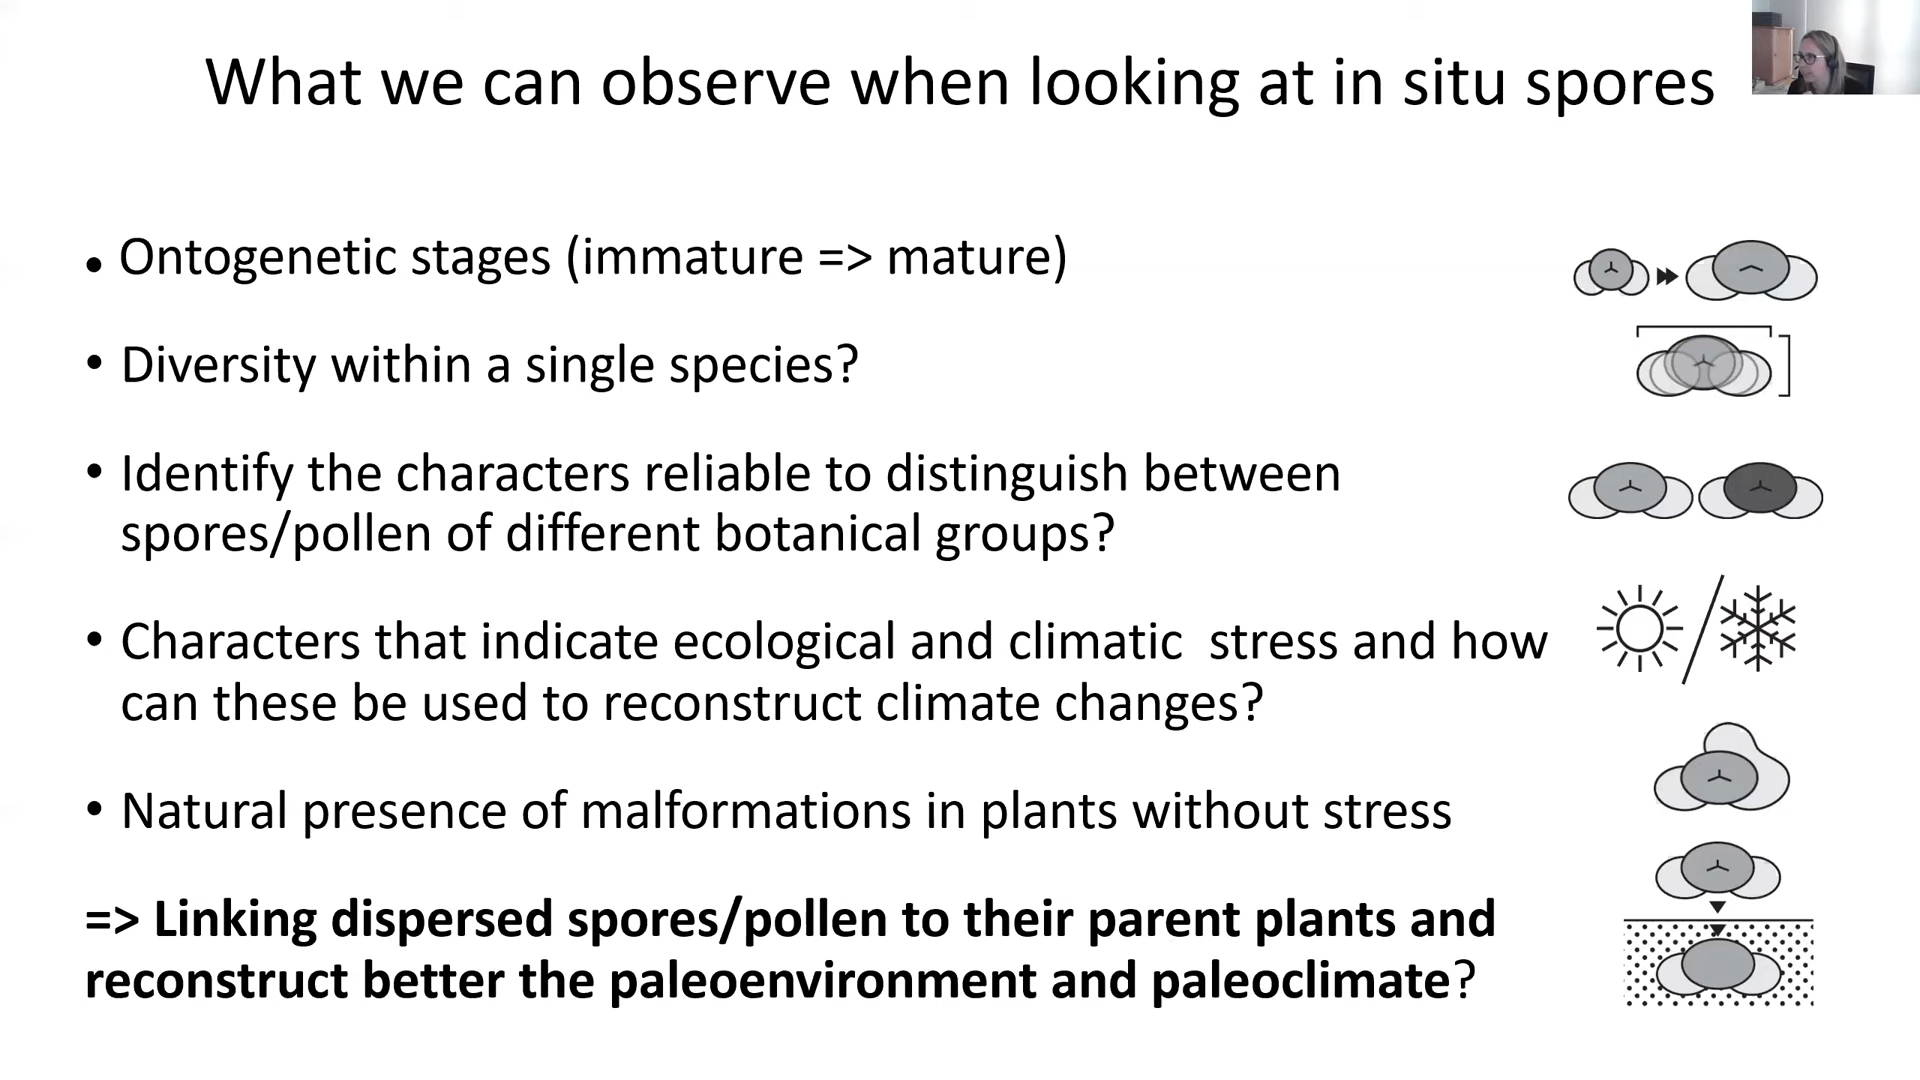 What we can observe when looking at in situ spores
• Ontogenetic stages (immature => mature)
• Diversity within a single species?
• Identify the characters reliable to distinguish between
spores/pollen of different botanical groups?
• Characters that indicate ecological and climatic  stress and how
can these be used to reconstruct climate changes?
• Natural presence of malformations in plants without stress
=> Linking dispersed spores/pollen to their parent plants and
reconstruct better the paleoenvironment and paleoclimate?